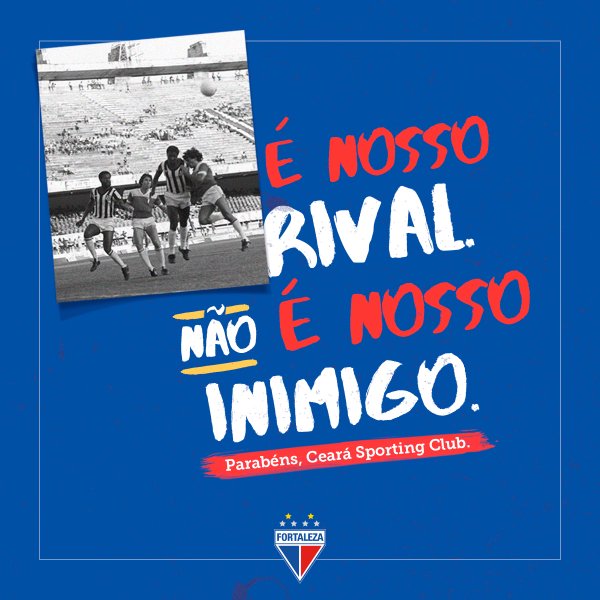 É NOSSO
RIVAL.
NÃO É NOSSO
INIMIGO.
Parabéns, Ceará Sporting Club.
FORTALEZA